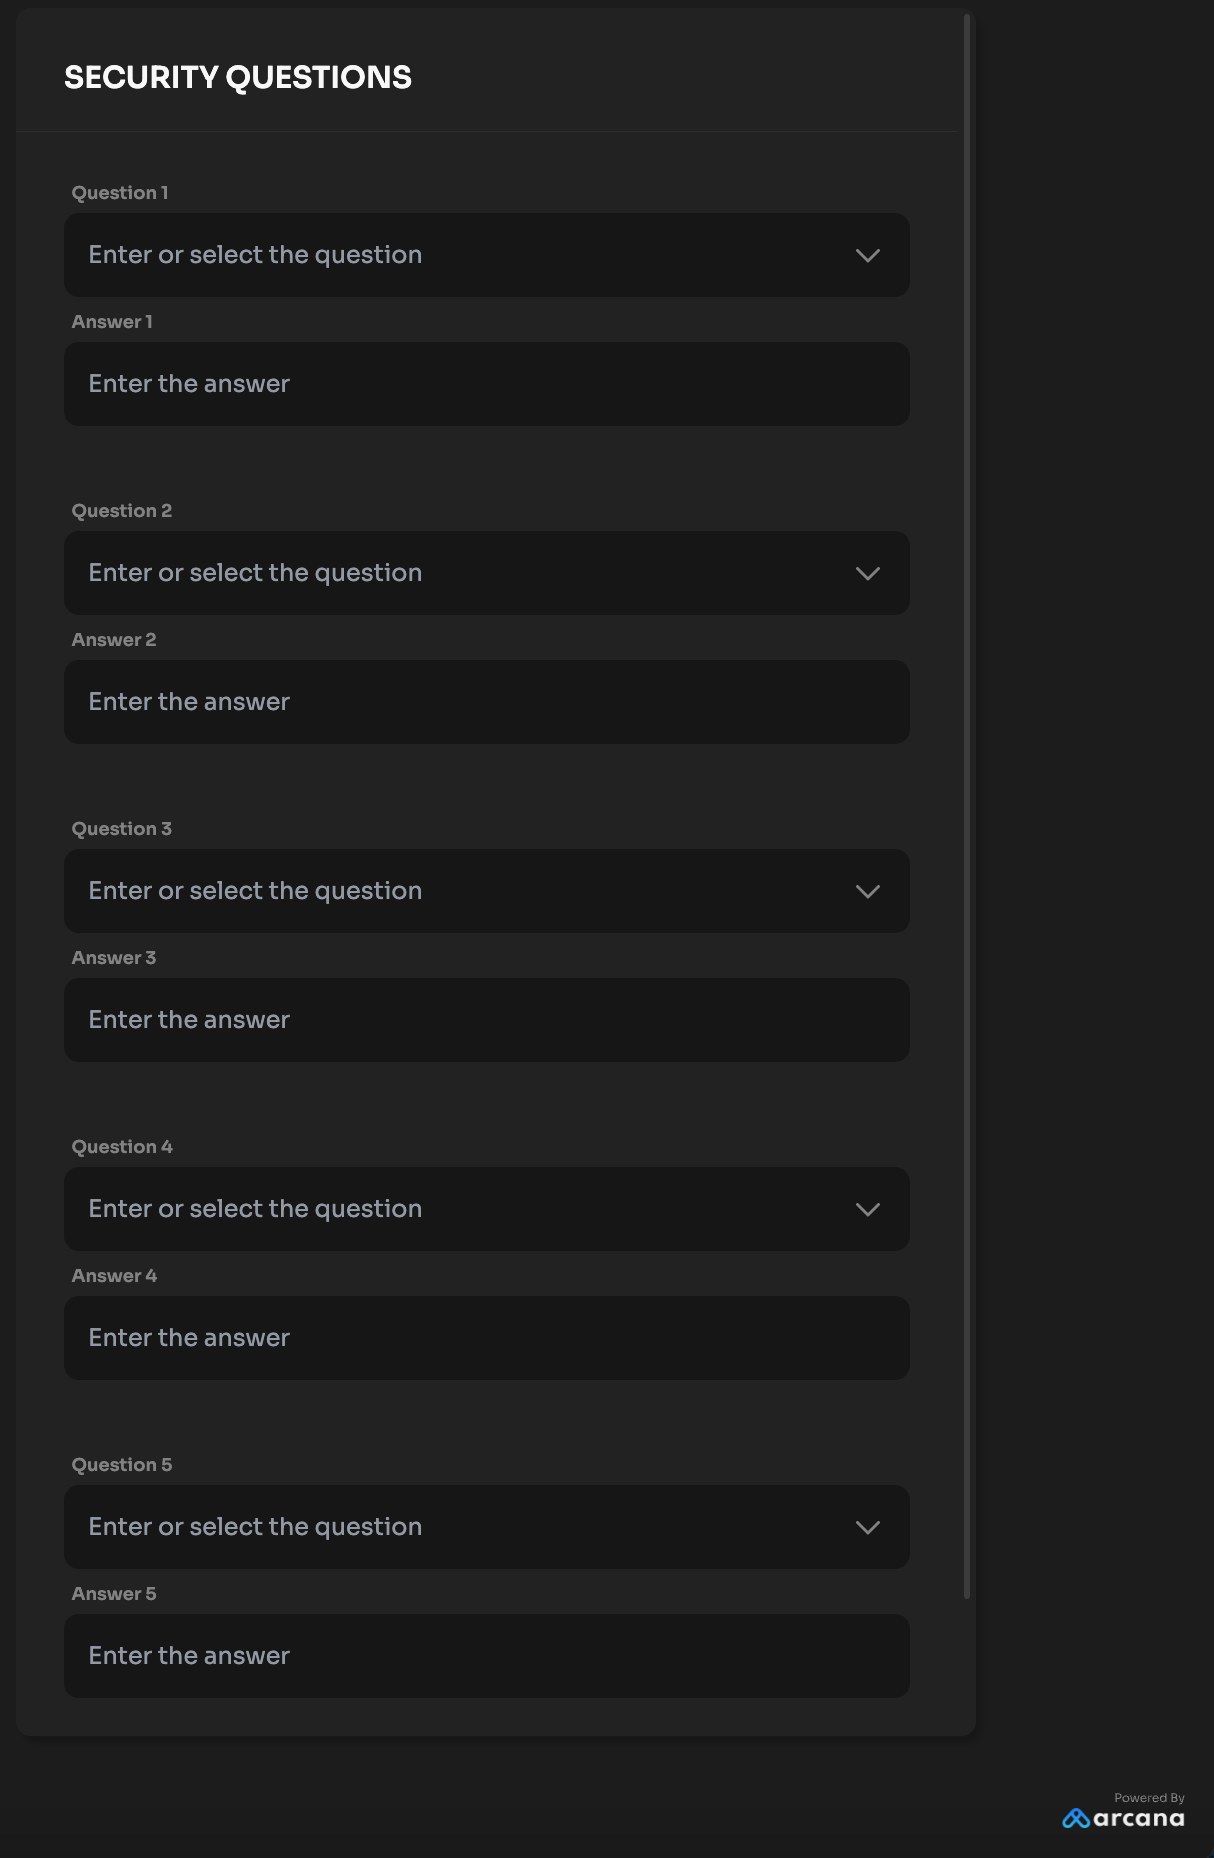 SECURITY QUESTIONS
Question 1
Enter or select the question
Answer 1
Enter the answer
Question 2
Enter or select the question
Answer 2
Enter the answer
Question 3
Enter or select the question
Answer 3
Enter the answer
Question 4
Enter or select the question
Answer 4
Enter the answer
Question 5
Enter or select the question
Answer 5
Enter the answer
Powered By
arcana